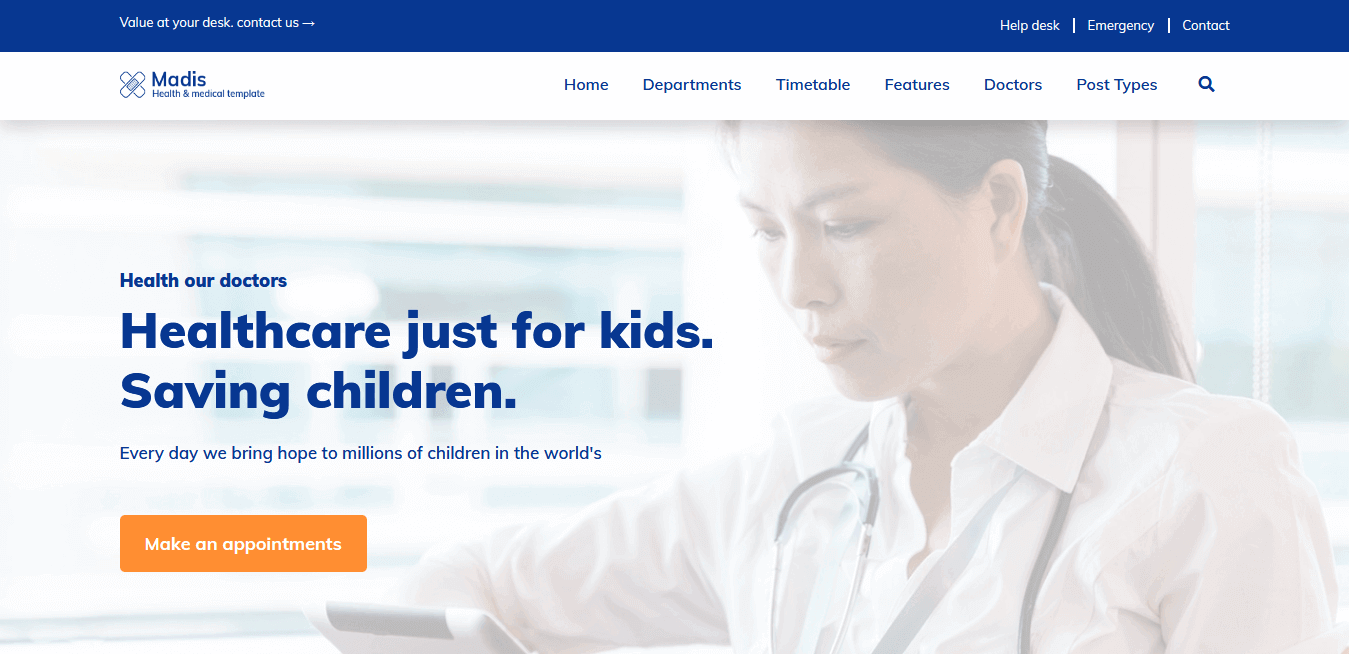 Value at your desk. contact us →
Help desk
Emergency
Contact
Madis
Health & medical template
Home
Departments
Timetable
Features
Doctors
Post Types
Health our doctors
Healthcare just for kids.
Saving children.
Every day we bring hope to millions of children in the world's
Make an appointments